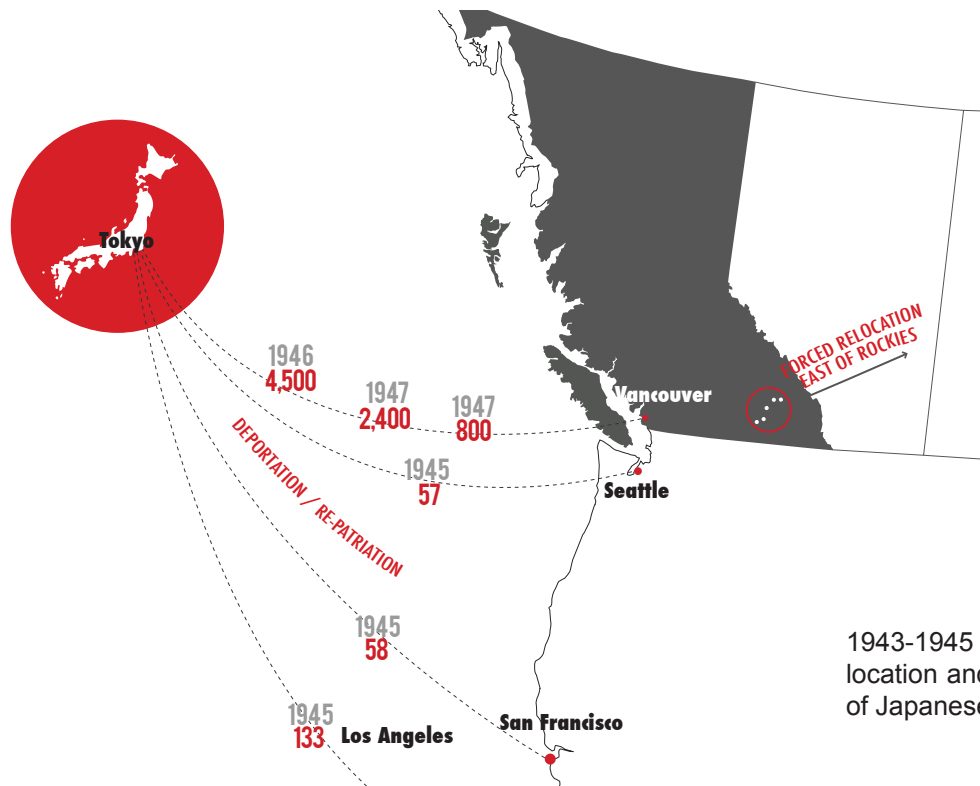 Tokyo
1946
4,500
1947
2,400
1947
800
Vancouver
FORCED RELOCATION
EAST OF ROCKIES
1945
57
Seattle
DEPORTATION / RE-PATRIATION
1945
58
San Francisco
1945
133
Los Angeles
1943-1945
location and
of Japanese